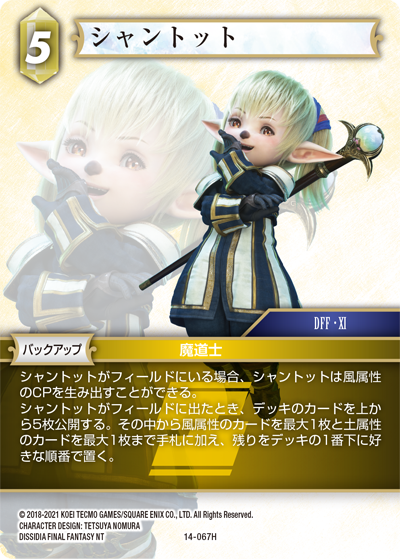 5
シャントット
DFF・XI
バックアップ
魔道士
シャントットがフィールドにいる場合、シャントットは風属性
のCPを生み出すことができる。
シャントットがフィールドに出たとき、デッキのカードを上か
ら5枚公開する。その中から風属性のカードを最大1枚と土属性
のカードを最大1枚まで手札に加え、残りをデッキの1番下に好
きな順番で置く。
© 2018-2021 KOEI TECMO GAMES/SQUARE ENIX CO., LTD. All Rights Reserved.
CHARACTER DESIGN: TETSUYA NOMURA
DISSIDIA FINAL FANTASY NT
14-067H